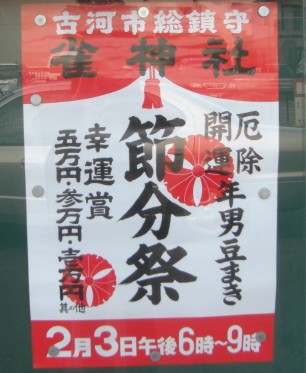 古河市総鎮守
雀神社
厄除
開運
年男豆まき
節分祭
幸運賞
五万円・参万円・壱万円
其の他
2月3日午後6時~9時